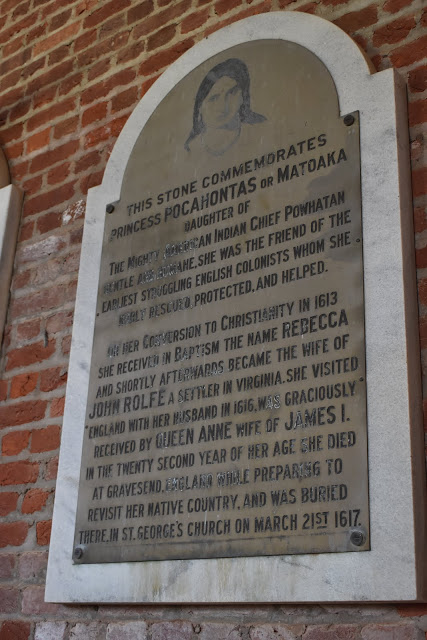 THIS STONE COMMEMORATES
PRINCESS POCAHONTAS OR MATOAKA
DAUGHTER OF
THE MIGHTY AMERICAN INDIAN CHIEF POWHATAN
GENTLE AND HUMANE, SHE WAS THE FRIEND OF THE
EARLIEST STRUGGLING ENGLISH COLONISTS WHOM SHE
NOBLY RESCUED, PROTECTED, AND HELPED.
ON HER CONVERSION TO CHRISTIANITY IN 1613
SHE RECEIVED IN BAPTISM THE NAME REBECCA
AND SHORTLY AFTERWARDS BECAME THE WIFE OF
JOHN ROLFE A SETTLER IN VIRGINIA. SHE VISITED
ENGLAND WITH HER HUSBAND IN 1616, WAS GRACIOUSLY
RECEIVED BY QUEEN ANNE WIFE OF JAMES I.
IN THE TWENTY SECOND YEAR OF HER AGE SHE DIED
AT GRAVESEND, ENGLAND WHILE PREPARING TO
REVISIT HER NATIVE COUNTRY, AND WAS BURIED
THERE, IN ST. GEORGE'S CHURCH ON MARCH 21ST 1617.